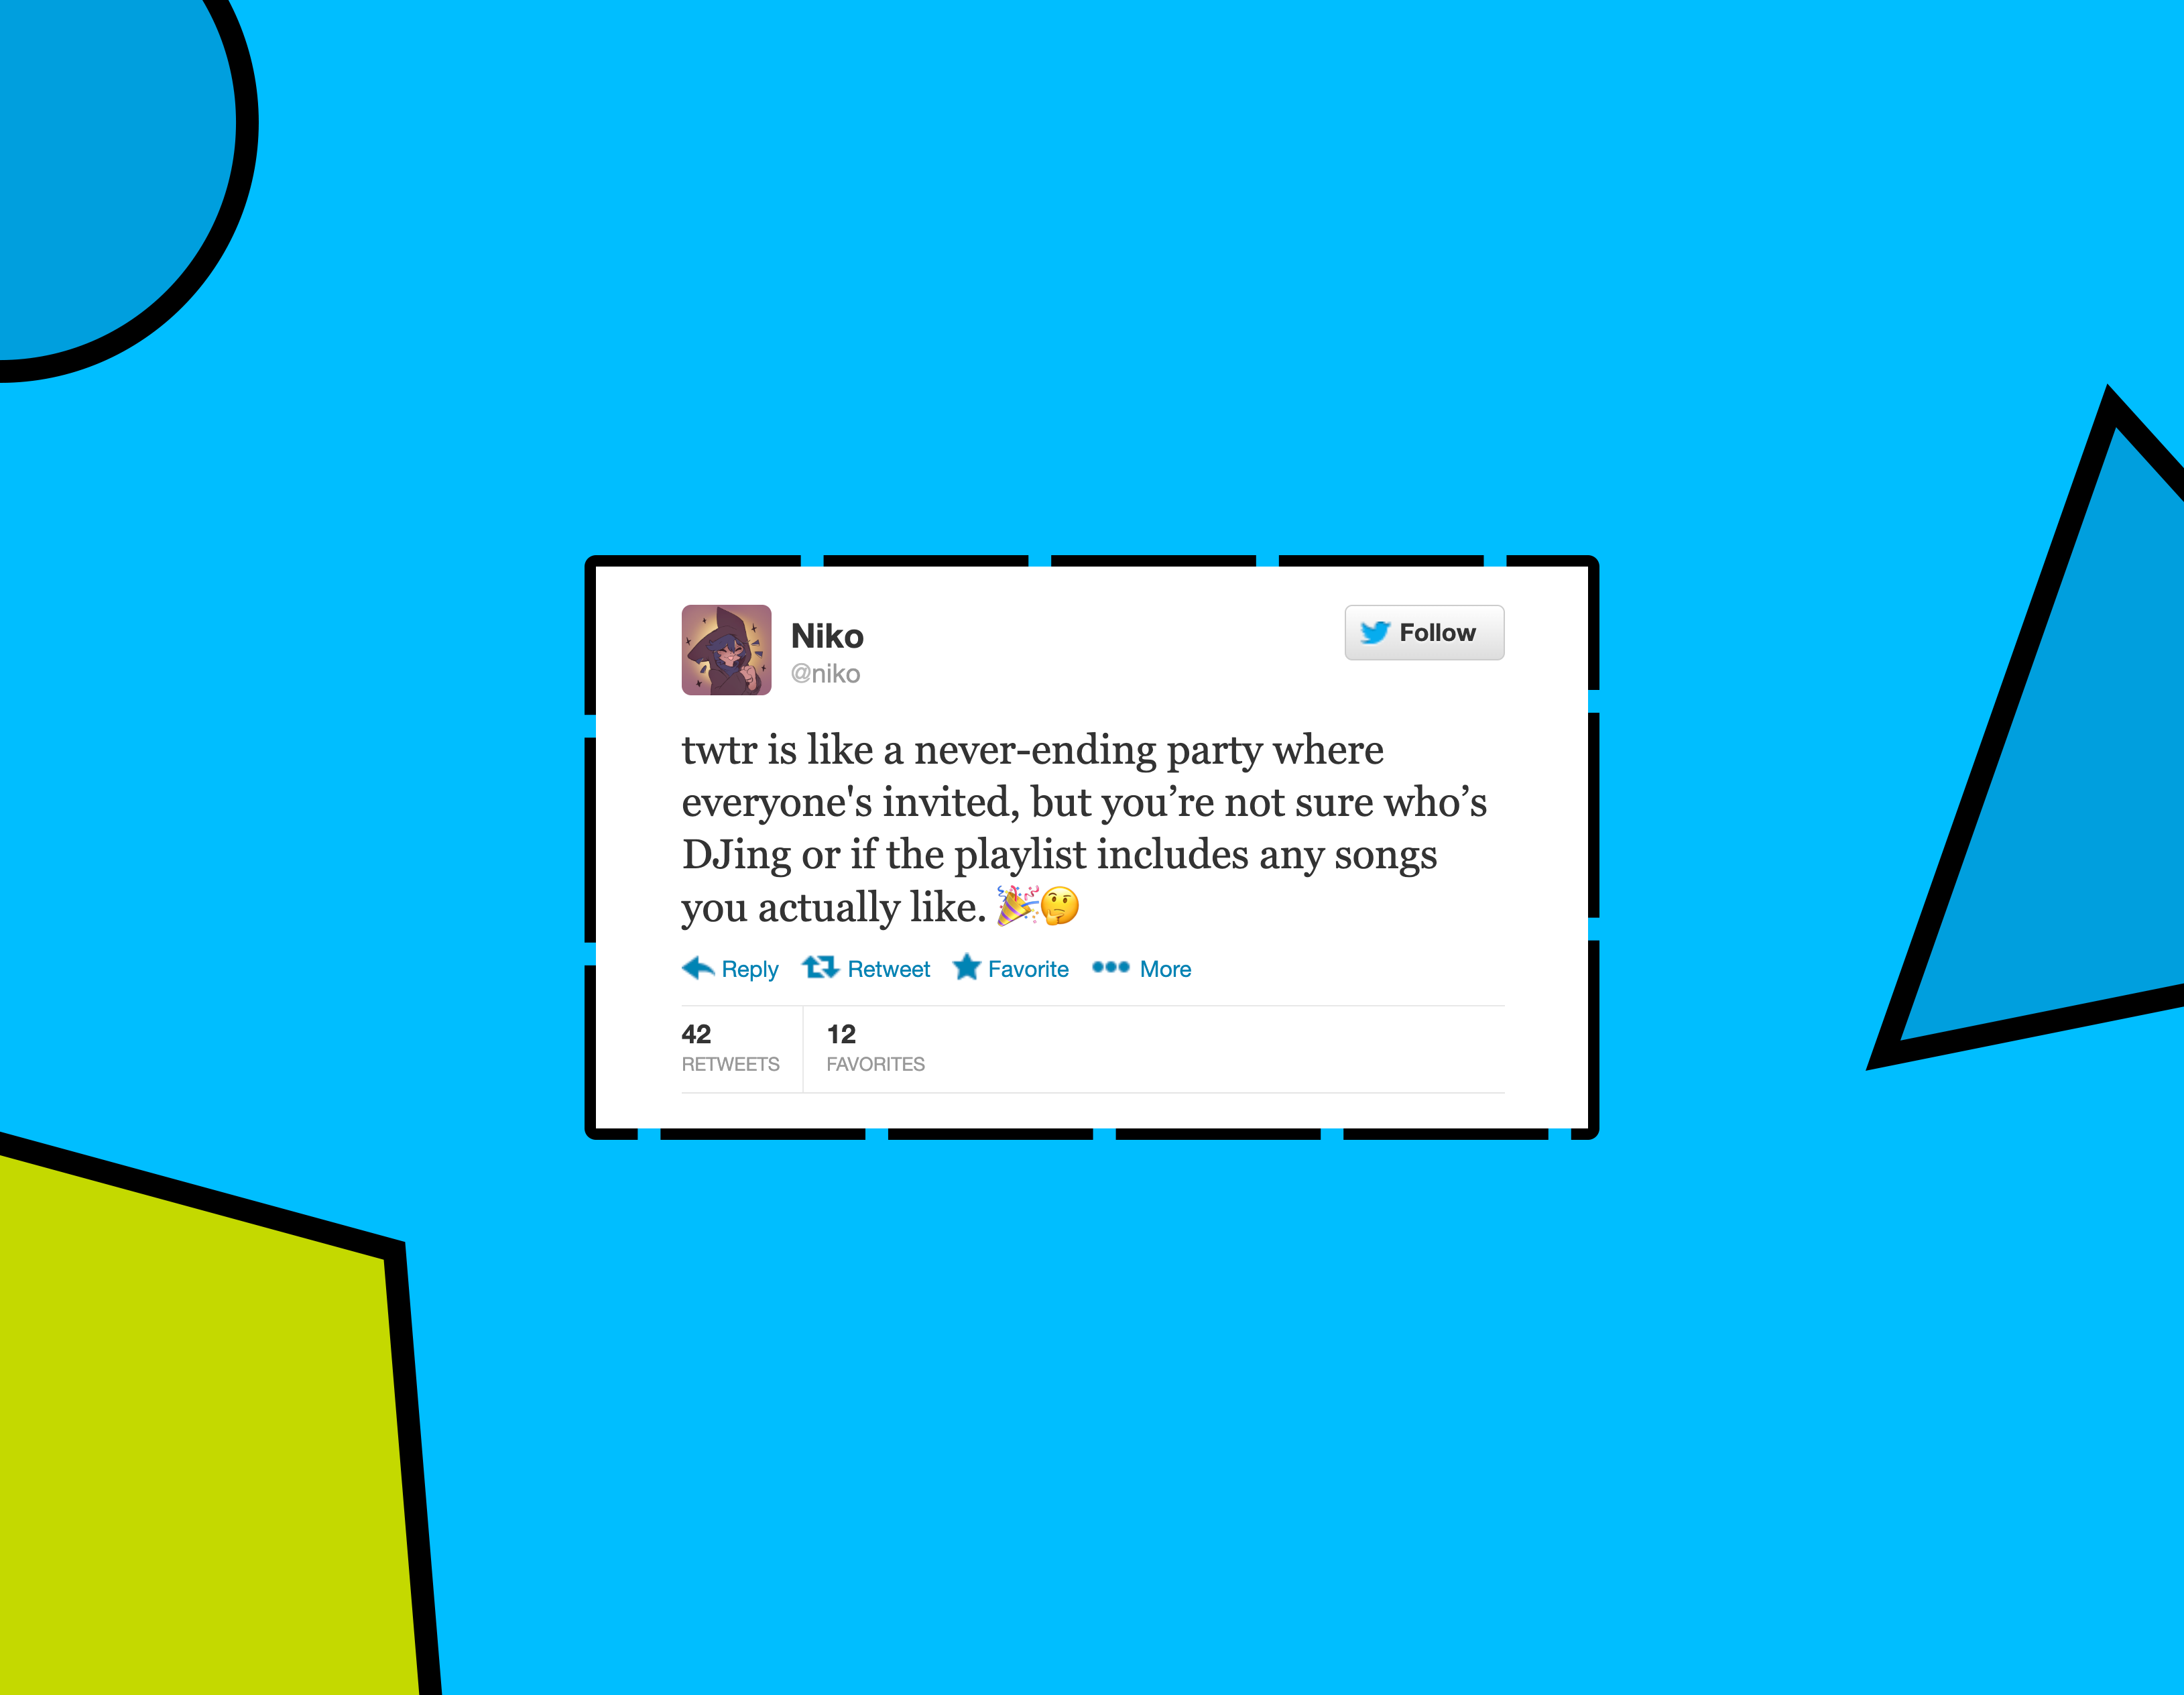 Niko
@niko
Follow
twtr is like a never-ending party where
everyone's invited, but you’re not sure who’s
DJing or if the playlist includes any songs
you actually like. 🎉🤔
Reply Retweet Favorite More
42 12
RETWEETS FAVORITES